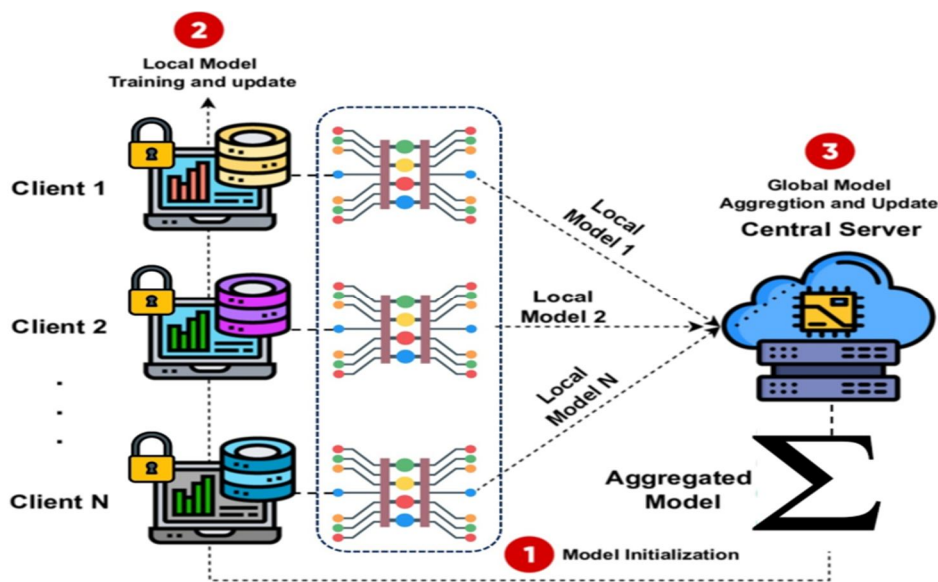 2
Local Model
Training and update
Client 1
Client 2
Client N
Local
Model 1
Local
Model 2
Local
Model N
3
Global Model
Aggregtion and Update
Central Server
Aggregated
Model
Σ
1
Model Initialization